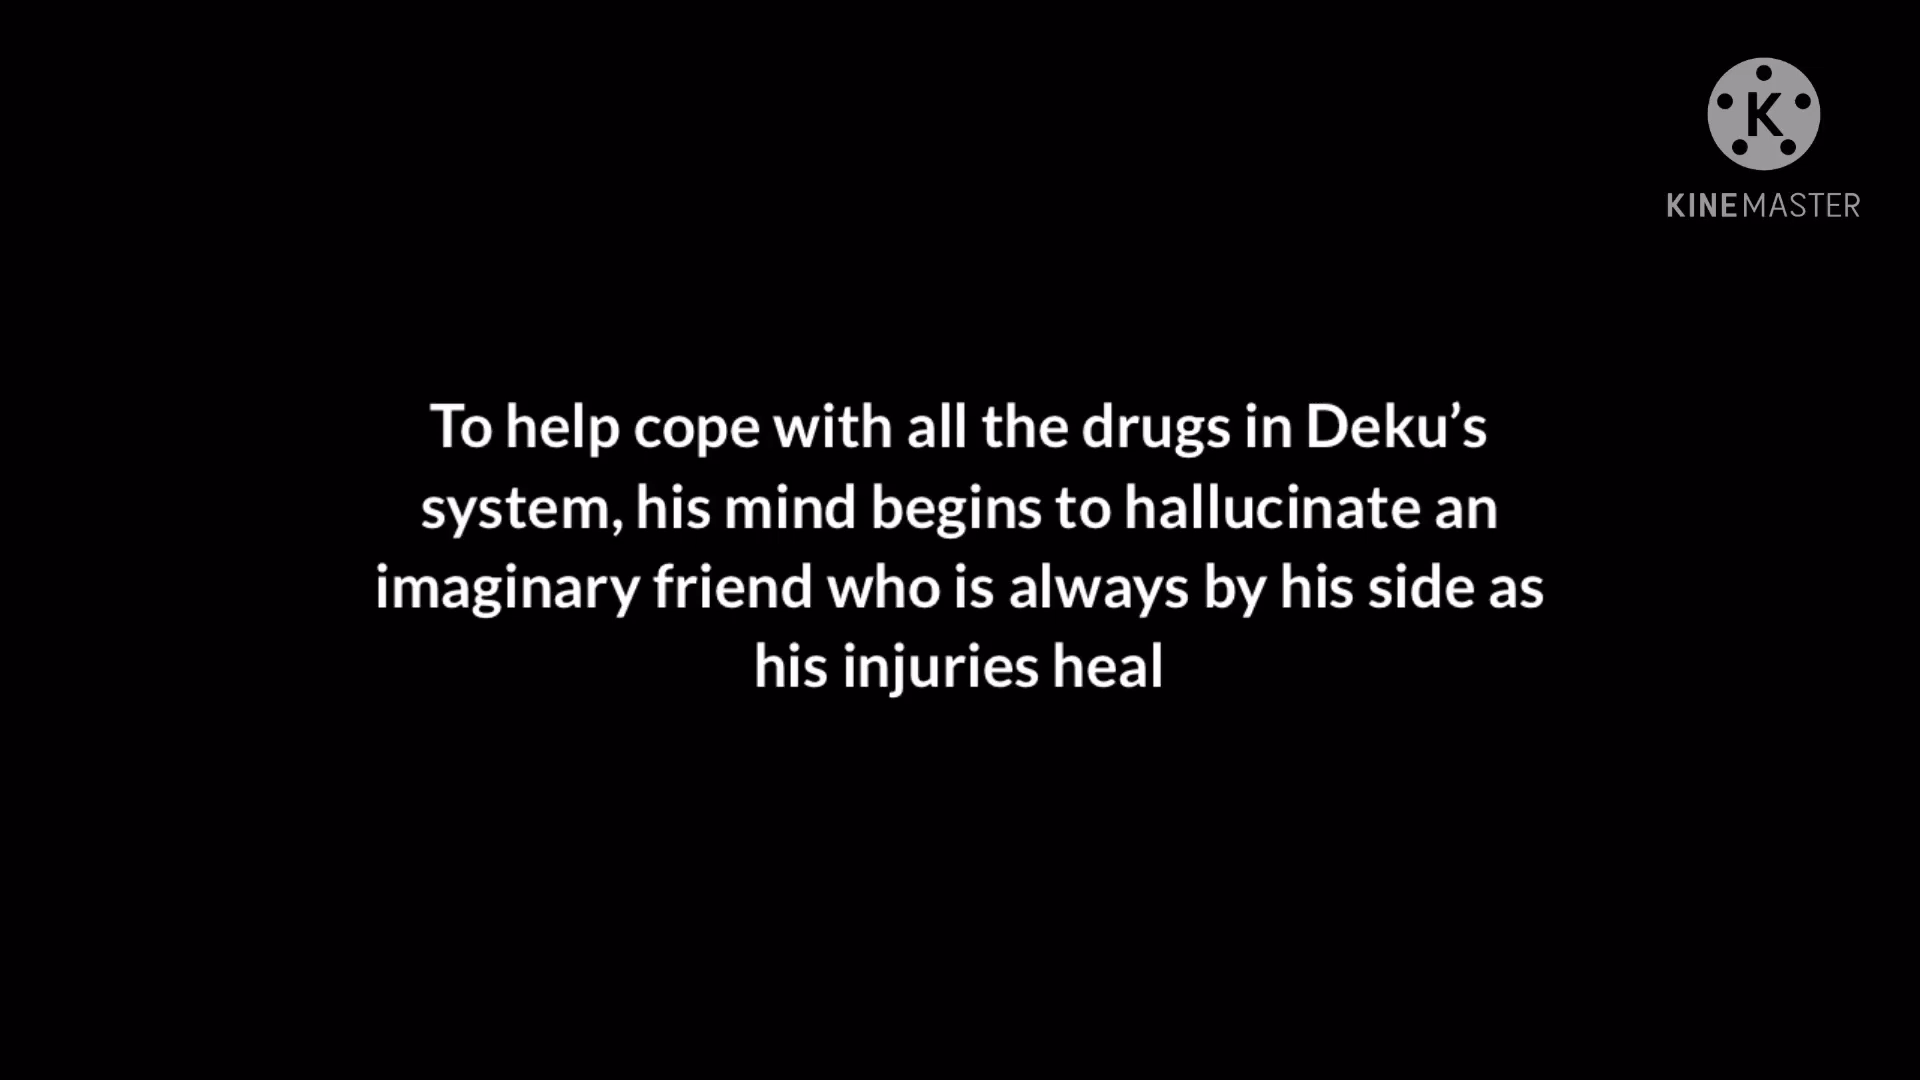 K
KINEMASTER
To help cope with all the drugs in Deku’s
system, his mind begins to hallucinate an
imaginary friend who is always by his side as
his injuries heal